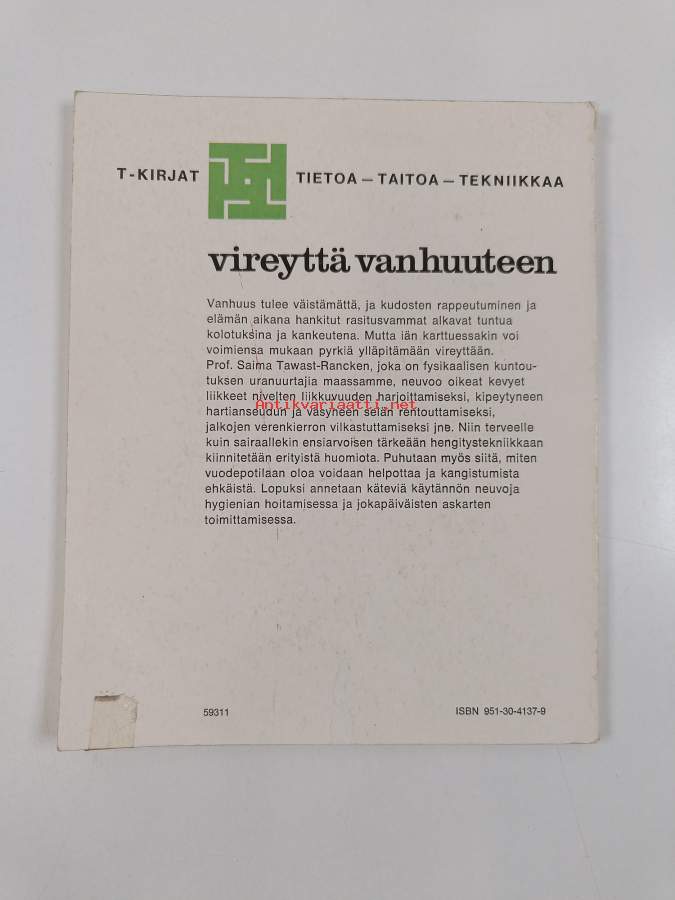 T-KIRJAT TIETOA — TAITOA — TEKNIIKKAA
vireyttä vanhuuteen
Vanhuus tulee väistämättä, ja kudosten rappeutuminen ja
elämän aikana hankitut rasitusvammat alkavat tuntua
kolotuksina ja kankeutena. Mutta iän karttuessakin voi
voimiensa mukaan pyrkiä ylläpitämään vireyttään.
Prof. Saima Tawast-Rancken, joka on fysikaalisen kuntou-
tuksen uranuurtajia maassamme, neuvoo oikeat kevyet
liikkeet nivelten liikkuvuuden harjoittamiseksi, kipeytyneen
Antikvariaatti.net
hartianseudun ja väsyneen selän rentouttamiseksi,
jalkojen verenkierron vilkastuttamiseksi jne. Niin terveelle
kuin sairaallekin ensiarvoisen tärkeään hengitystekniikkaan
kiinnitetään erityistä huomiota. Puhutaan myös siitä, miten
vuodepotilaan oloa voidaan helpottaa ja kangistumista
ehkäistä. Lopuksi annetaan käteviä käytännön neuvoja
hygienian hoitamisessa ja jokapäiväisten askarten
toimittamisessa.
59311 ISBN 951-30-4137-9